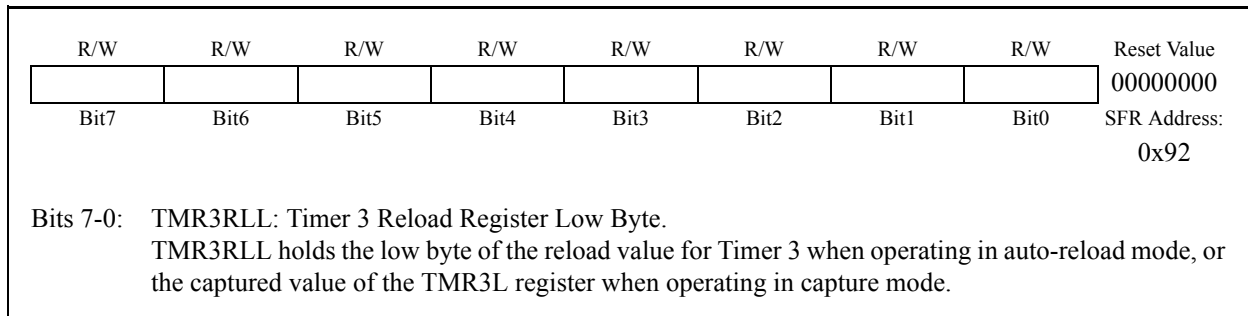 R/W R/W R/W R/W R/W R/W R/W R/W Reset Value
00000000
Bit7 Bit6 Bit5 Bit4 Bit3 Bit2 Bit1 Bit0 SFR Address:
0x92
Bits 7-0: TMR3RLL: Timer 3 Reload Register Low Byte.
TMR3RLL holds the low byte of the reload value for Timer 3 when operating in auto-reload mode, or
the captured value of the TMR3L register when operating in capture mode.